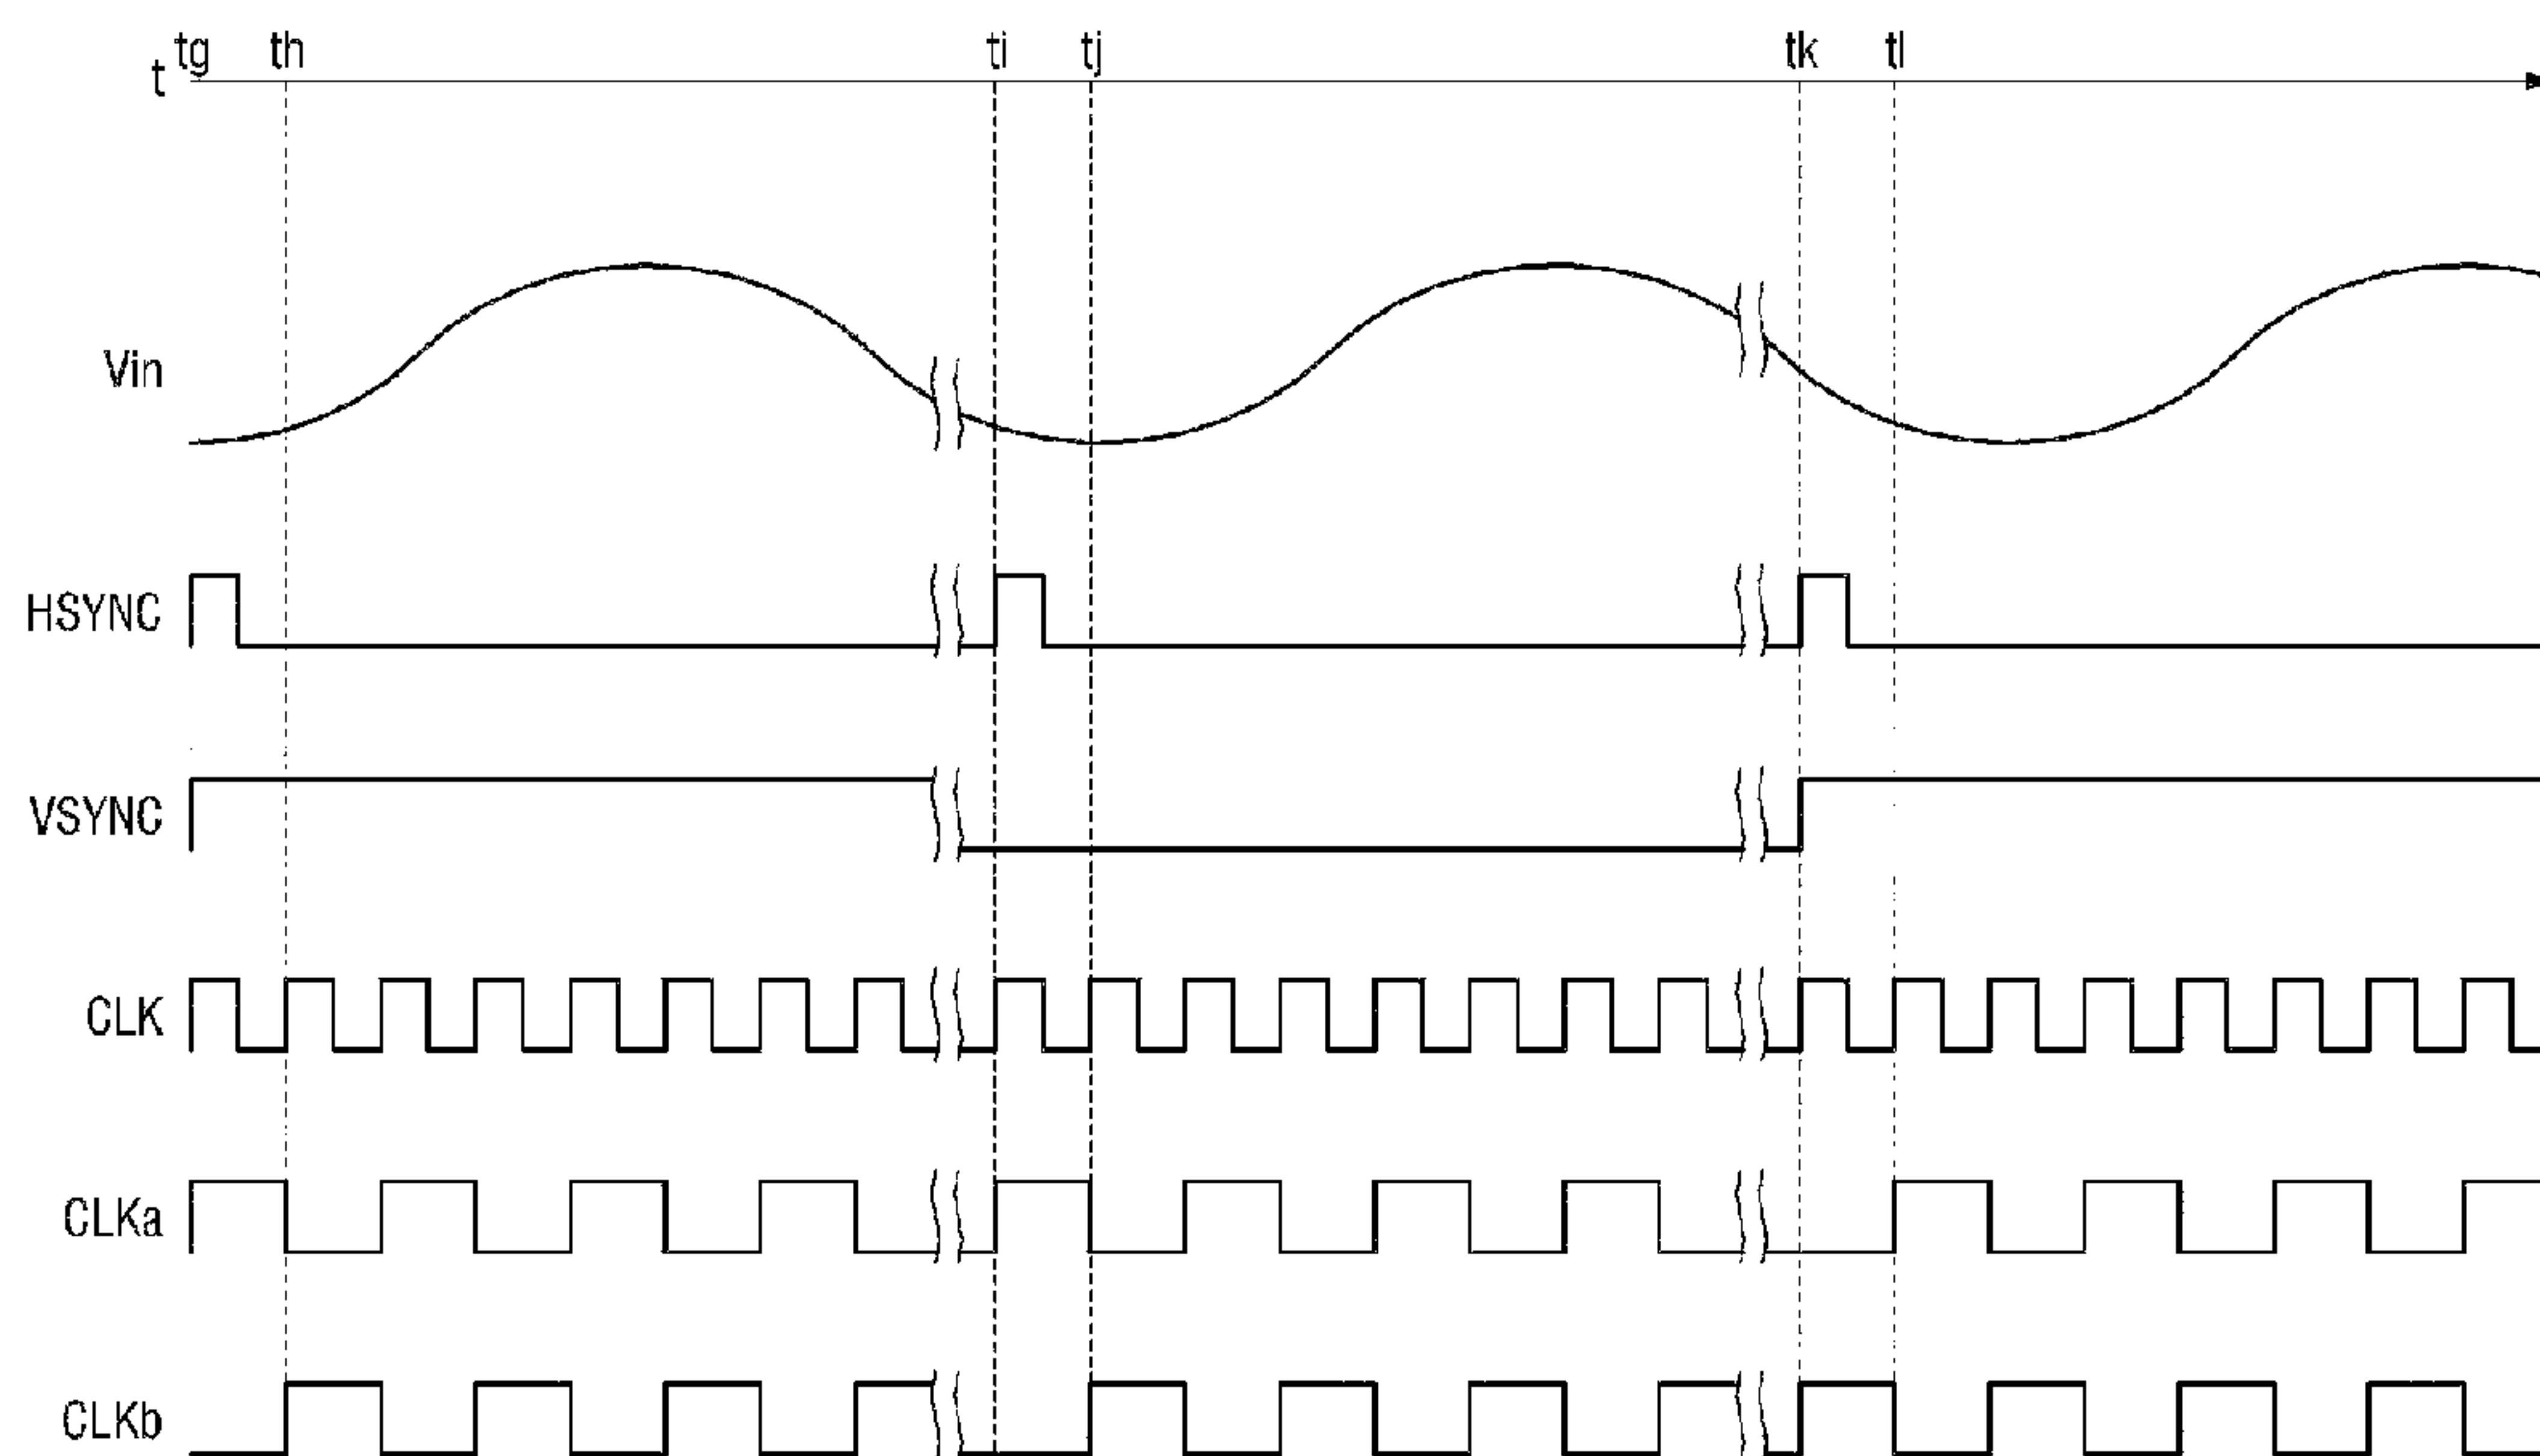 t tg th ti tj tk tl
Vin
HSYNC
VSYNC
CLK
CLKa
CLKb